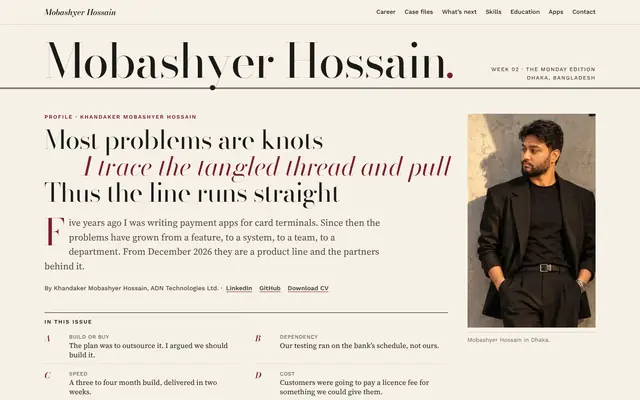 Mobashyer Hossain
Career Case files What's next Skills Education Apps Contact
Mobashyer Hossain.
WEEK 02 · THE MONDAY EDITION
DHAKA, BANGLADESH
PROFILE · KHANDAKER MOBASHYER HOSSAIN
Most problems are knots
I trace the tangled thread and pull
Thus the line runs straight
Five years ago I was writing payment apps for card terminals. Since then the
problems have grown from a feature, to a system, to a team, to a
department. From December 2026 they are a product line and the partners
behind it.
By Khandaker Mobashyer Hossain, ADN Technologies Ltd. · LinkedIn GitHub Download CV
Mobashyer Hossain in Dhaka.
IN THIS ISSUE
A BUILD OR BUY
The plan was to outsource it. I argued we should
build it.
B DEPENDENCY
Our testing ran on the bank's schedule, not ours.
C SPEED
A three to four month build, delivered in two
weeks.
D COST
Customers were going to pay a licence fee for
something we could give them.